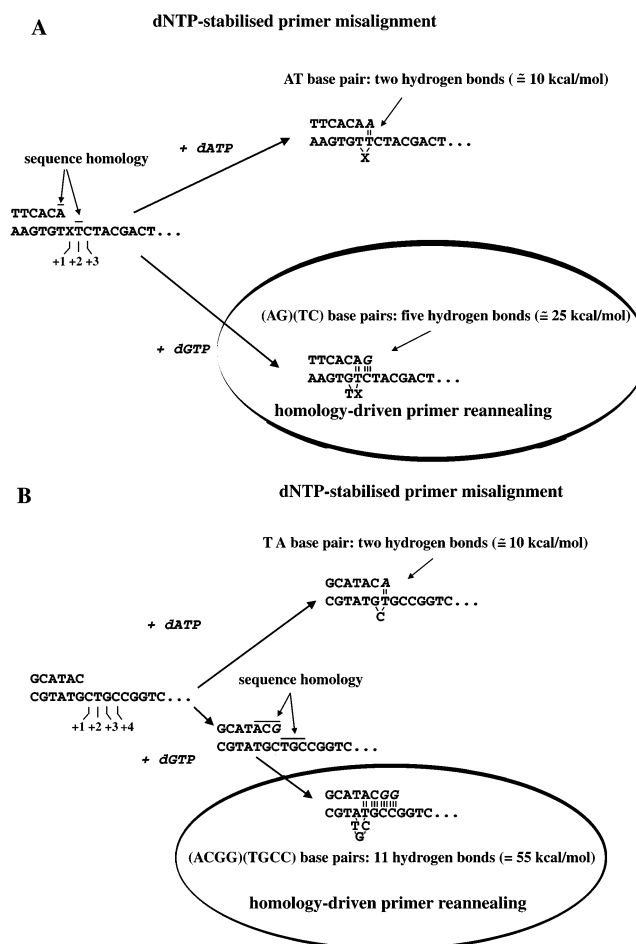 A
dNTP-stabilised primer misalignment
AT base pair: two hydrogen bonds ( ≅ 10 kcal/mol)
TTCACAA
AAGTGTTCTACGACT...
X
+ dATP
sequence homology
TTCACA
AAGTGTXTCTACGACT...
+1 +2 +3
(AG)(TC) base pairs: five hydrogen bonds (≅ 25 kcal/mol)
+ dGTP
TTCACAG
AAGTGTCTACGACT...
TX
homology-driven primer reannealing
B
dNTP-stabilised primer misalignment
T A base pair: two hydrogen bonds (≅ 10 kcal/mol)
GCATACA
CGTATGTGCCGGTC...
C
+ dATP
GCATAC
CGTATGCTGCCGGTC...
+1 +2 +3 +4
sequence homology
GCATACG
CGTATGCTGCCGGTC...
+ dGTP
GCATACGG
CGTATGCCGGTC...
TC
G
(ACGG)(TGCC) base pairs: 11 hydrogen bonds (= 55 kcal/mol)
homology-driven primer reannealing